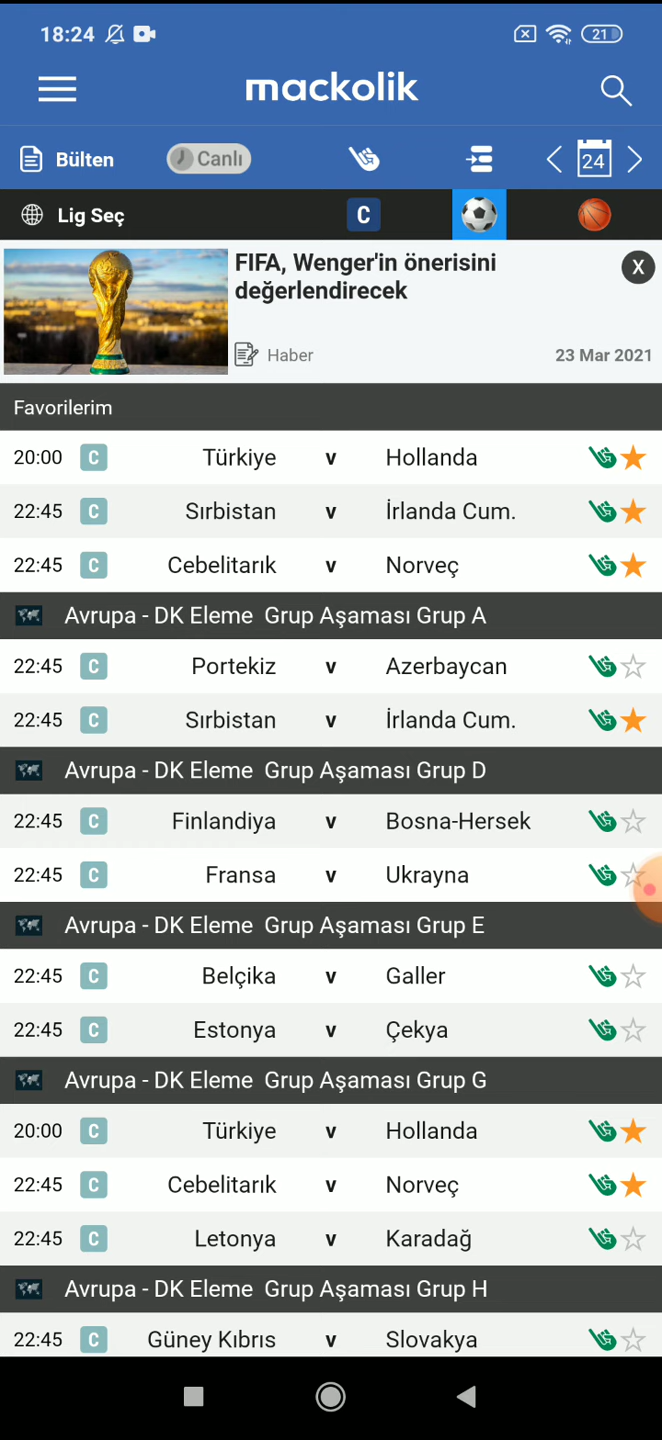 18:24 21
mackolik
Bülten Canlı 24
Lig Seç C
FIFA, Wenger'in önerisini
değerlendirecek
X
Haber 23 Mar 2021
Favorilerim
20:00 C Türkiye v Hollanda
22:45 C Sırbistan v İrlanda Cum.
22:45 C Cebelitarık v Norveç
Avrupa - DK Eleme Grup Aşaması Grup A
22:45 C Portekiz v Azerbaycan
22:45 C Sırbistan v İrlanda Cum.
Avrupa - DK Eleme Grup Aşaması Grup D
22:45 C Finlandiya v Bosna-Hersek
22:45 C Fransa v Ukrayna
Avrupa - DK Eleme Grup Aşaması Grup E
22:45 C Belçika v Galler
22:45 C Estonya v Çekya
Avrupa - DK Eleme Grup Aşaması Grup G
20:00 C Türkiye v Hollanda
22:45 C Cebelitarık v Norveç
22:45 C Letonya v Karadağ
Avrupa - DK Eleme Grup Aşaması Grup H
22:45 C Güney Kıbrıs v Slovakya